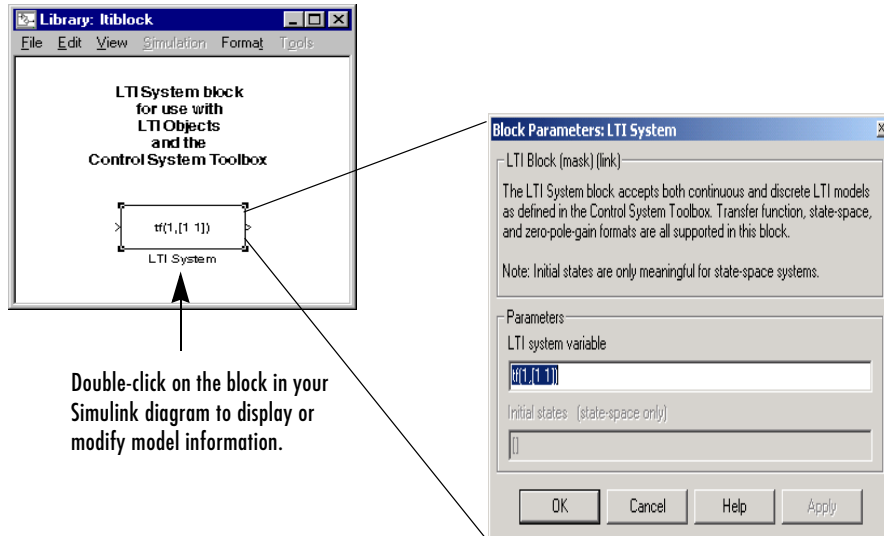 Library: ltiblock
File Edit View Simulation Format Tools
LTI System block
for use with
LTI Objects
and the
Control System Toolbox
tf(1,[1 1])
LTI System
Double-click on the block in your
Simulink diagram to display or
modify model information.
Block Parameters: LTI System
LTI Block (mask) (link)
The LTI System block accepts both continuous and discrete LTI models
as defined in the Control System Toolbox. Transfer function, state-space,
and zero-pole-gain formats are all supported in this block.
Note: Initial states are only meaningful for state-space systems.
Parameters
LTI system variable
tf(1,[1 1])
Initial states (state-space only)
[]
OK Cancel Help Apply